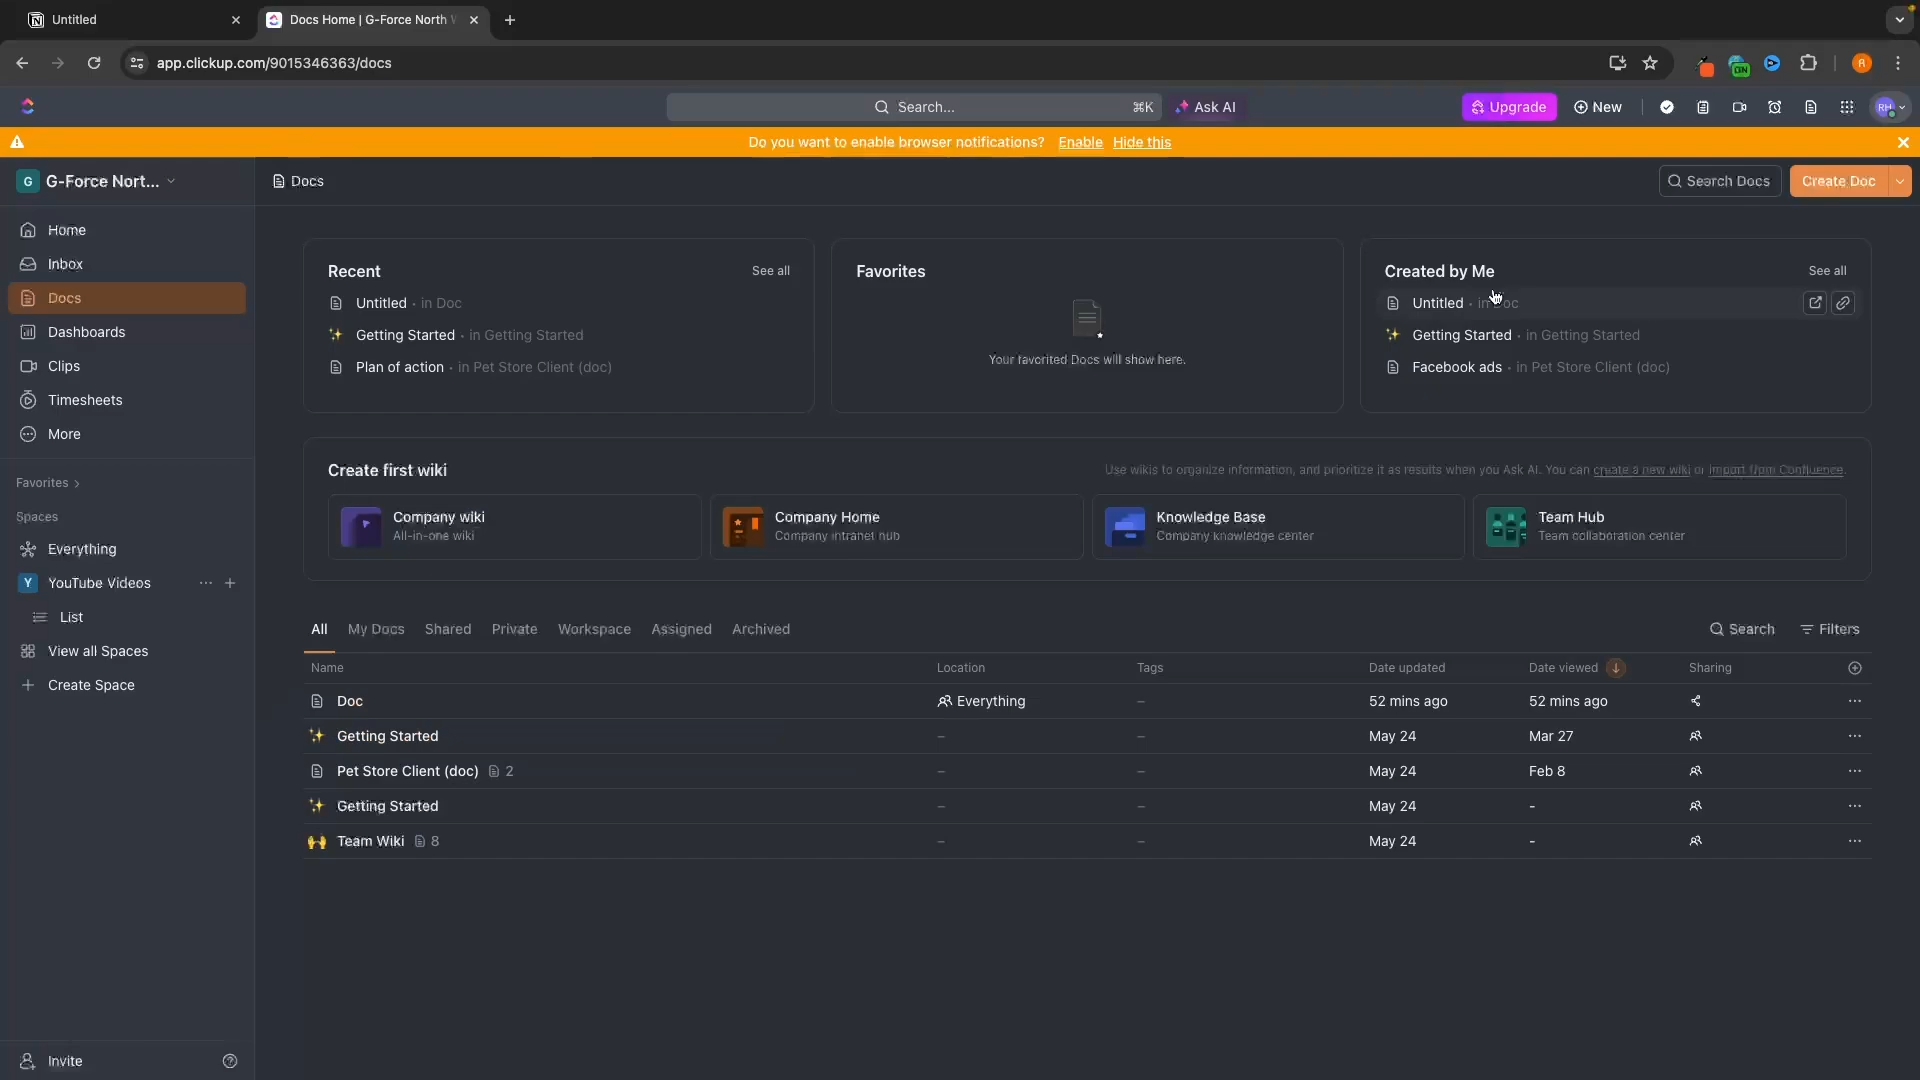 Untitled
Docs Home | G-Force North W
app.clickup.com/9015346363/docs
ON
R
Search...
⌘K
Ask AI
Upgrade
New
RH
Do you want to enable browser notifications? Enable Hide this
G G-Force Nort...
Docs
Search Docs
Create Doc
Home
Inbox
Docs
Dashboards
Clips
Timesheets
More
Favorites
Spaces
Everything
Y YouTube Videos
List
View all Spaces
Create Space
Invite
Recent
See all
Untitled · in Doc
Getting Started · in Getting Started
Plan of action · in Pet Store Client (doc)
Favorites
Your favorited Docs will show here.
Created by Me
See all
Untitled · in Doc
Getting Started · in Getting Started
Facebook ads · in Pet Store Client (doc)
Create first wiki
Use wikis to organize information, and prioritize it as results when you Ask AI. You can create a new wiki or import from Confluence.
Company wiki
All-in-one wiki
Company Home
Company intranet hub
Knowledge Base
Company knowledge center
Team Hub
Team collaboration center
All My Docs Shared Private Workspace Assigned Archived
Search
Filters
Name Location Tags Date updated Date viewed Sharing
Doc Everything – 52 mins ago 52 mins ago
Getting Started – – May 24 Mar 27
Pet Store Client (doc) 2 – – May 24 Feb 8
Getting Started – – May 24 -
Team Wiki 8 – – May 24 -